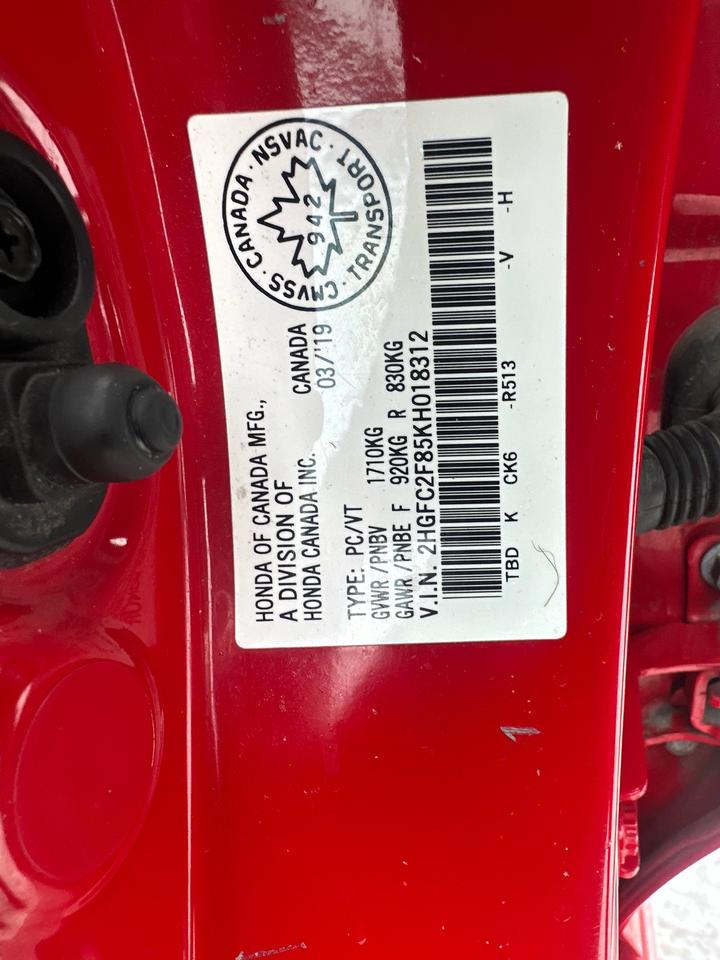 HONDA OF CANADA MFG.,
A DIVISION OF
HONDA CANADA INC.
CANADA
03/'19
CMVSS · CANADA · NSVAC · TRANSPORT
942
TYPE: PC/VT
GVWR/PNBV 1710KG
GAWR/PNBE F 920KG R 830KG
V.I.N. 2HGFC2F85KH018312
TBD K CK6 -R513 -V -H